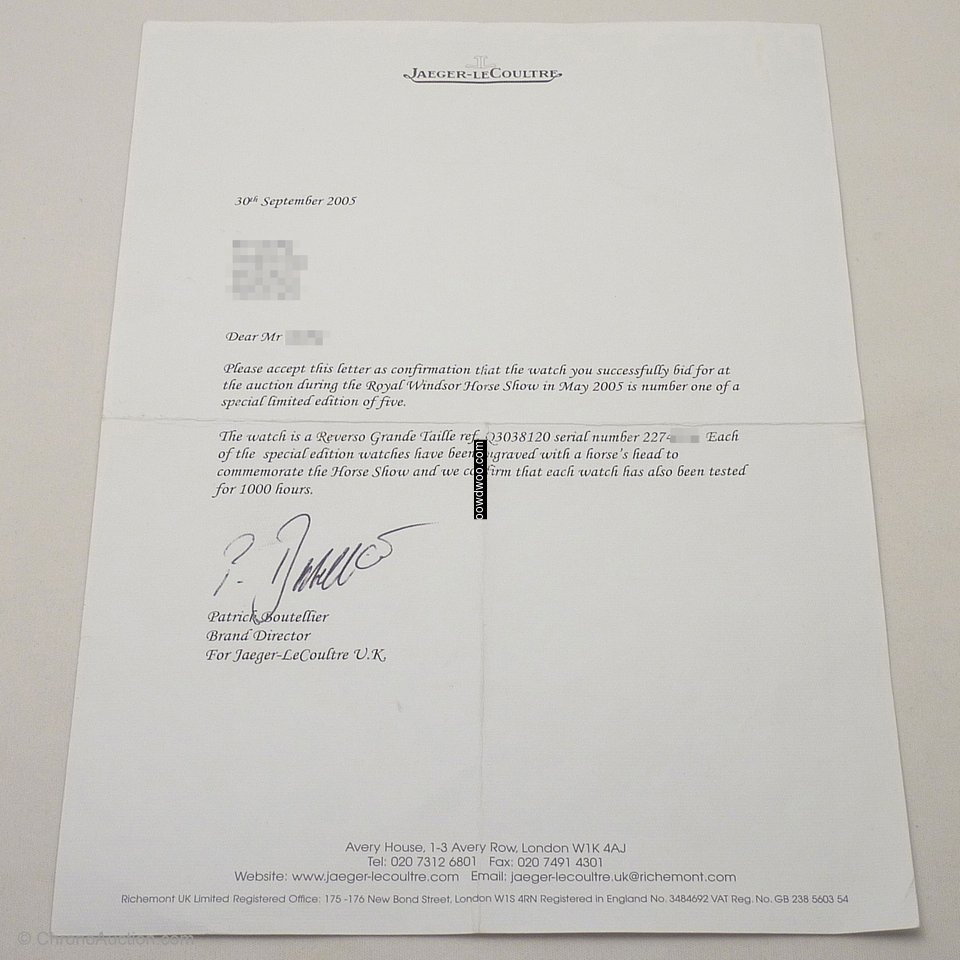 JAEGER-LECOULTRE
30th September 2005
Dear Mr
Please accept this letter as confirmation that the watch you successfully bid for at
the auction during the Royal Windsor Horse Show in May 2005 is number one of a
special limited edition of five.
The watch is a Reverso Grande Taille ref. Q3038120 serial number 2274 Each
of the special edition watches have been engraved with a horse's head to
commemorate the Horse Show and we confirm that each watch has also been tested
for 1000 hours.
Patrick Boutellier
Brand Director
For Jaeger-LeCoultre U.K.
Avery House, 1-3 Avery Row, London W1K 4AJ
Tel: 020 7312 6801 Fax: 020 7491 4301
Website: www.jaeger-lecoultre.com Email: jaeger-lecoultre.uk@richemont.com
Richemont UK Limited Registered Office: 175 -176 New Bond Street, London W1S 4RN Registered in England No. 3484692 VAT Reg. No. GB 238 5603 54
© ChronoAuction.com
powdwoo.com